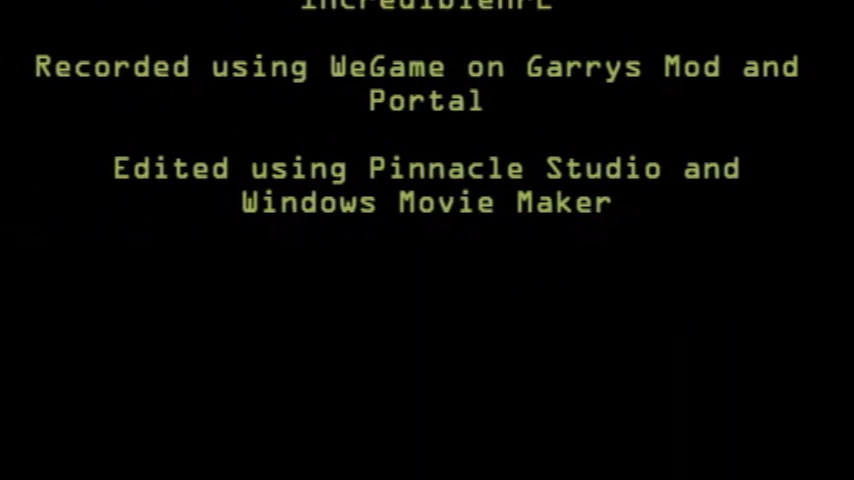 Recorded using WeGame on Garrys Mod and
Portal
Edited using Pinnacle Studio and
Windows Movie Maker